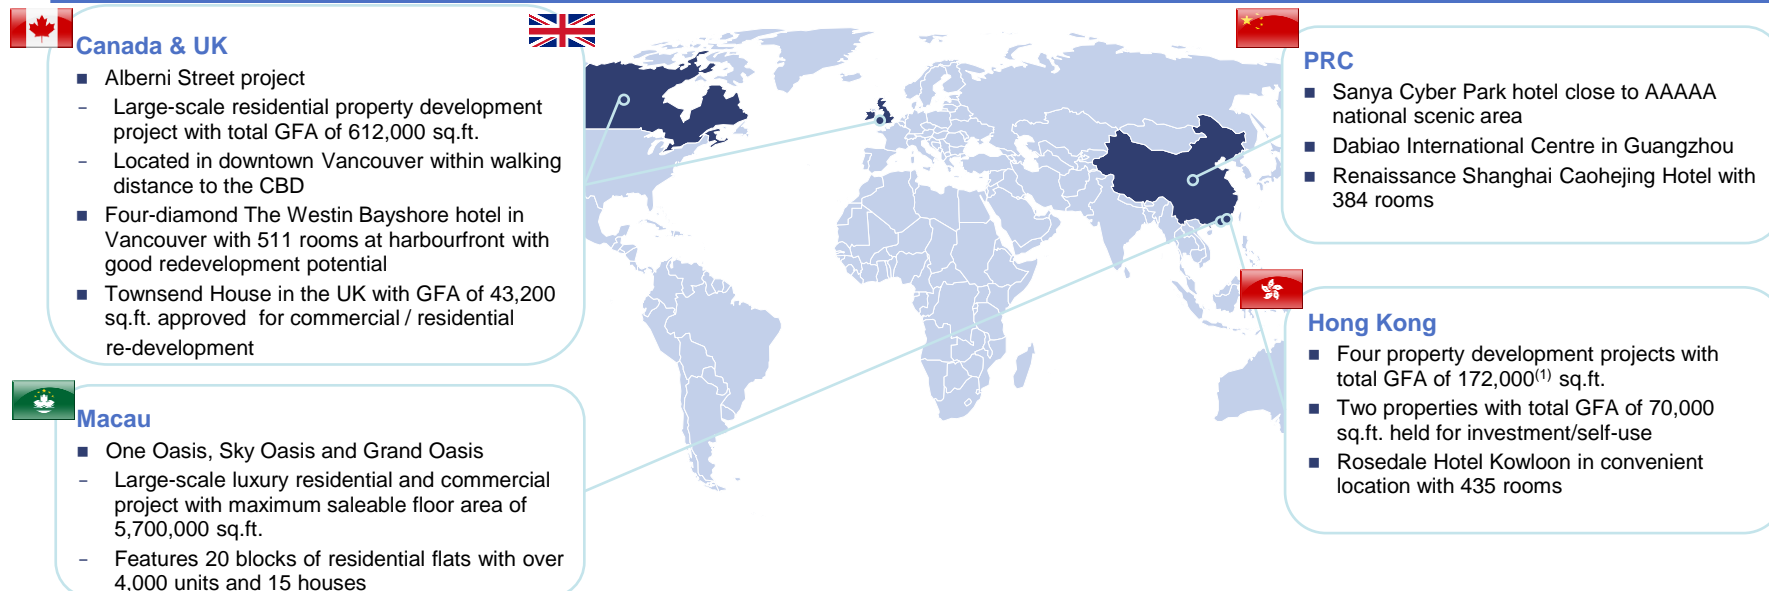 Canada & UK
■ Alberni Street project
– Large-scale residential property development
project with total GFA of 612,000 sq.ft.
– Located in downtown Vancouver within walking
distance to the CBD
■ Four-diamond The Westin Bayshore hotel in
Vancouver with 511 rooms at harbourfront with
good redevelopment potential
■ Townsend House in the UK with GFA of 43,200
sq.ft. approved for commercial / residential
re-development
Macau
■ One Oasis, Sky Oasis and Grand Oasis
– Large-scale luxury residential and commercial
project with maximum saleable floor area of
5,700,000 sq.ft.
– Features 20 blocks of residential flats with over
4,000 units and 15 houses
PRC
■ Sanya Cyber Park hotel close to AAAAA
national scenic area
■ Dabiao International Centre in Guangzhou
■ Renaissance Shanghai Caohejing Hotel with
384 rooms
Hong Kong
■ Four property development projects with
total GFA of 172,000(1) sq.ft.
■ Two properties with total GFA of 70,000
sq.ft. held for investment/self-use
■ Rosedale Hotel Kowloon in convenient
location with 435 rooms